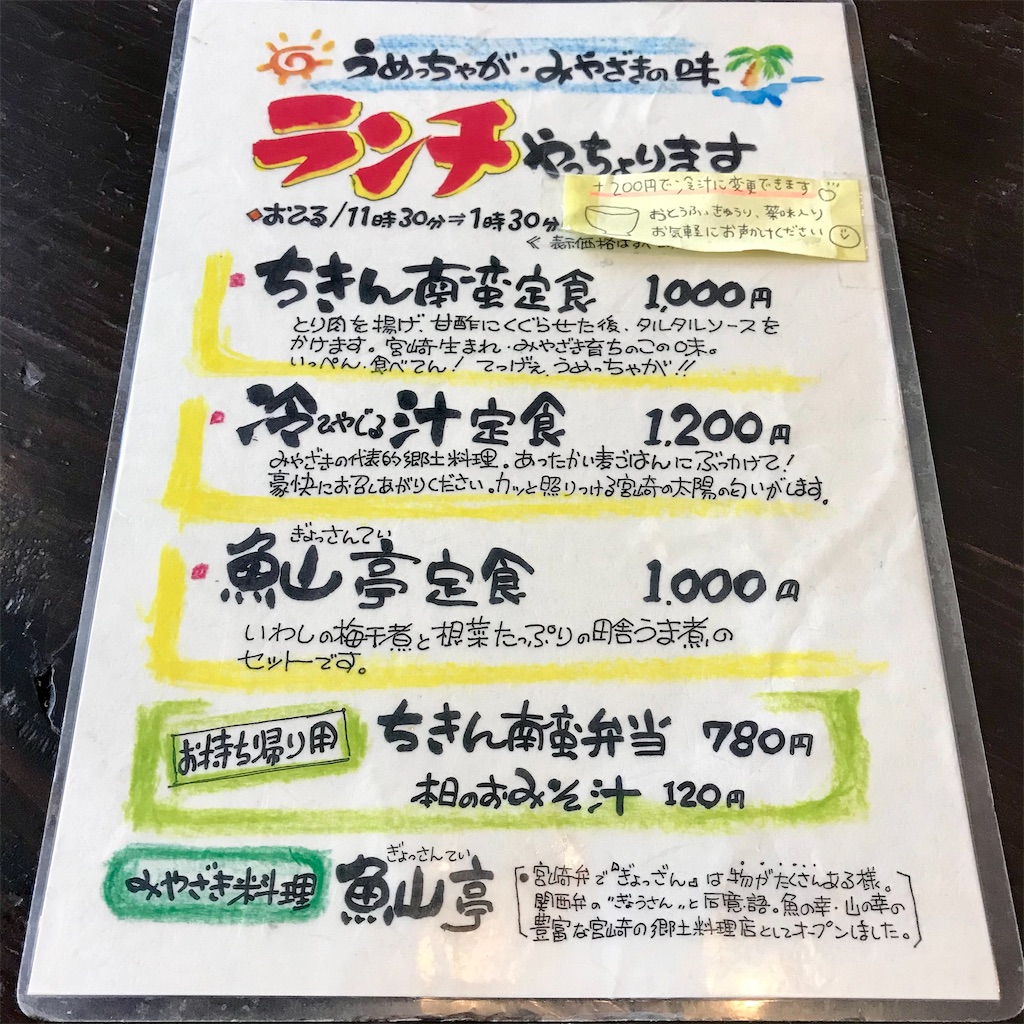 うめっちゃが・みやざきの味
ランチ やっちょります
おひる/11時30分⇒1時30分
+200円で冷汁に変更できます
おとうふ、きゅうり、薬味入り
お気軽にお声かけください
《表示価格はすべ
ちきん南蛮定食 1,000円
とり肉を揚げ、甘酢にくぐらせた後、タルタルソースを
かけます。宮崎生まれ・みやざき育ちのこの味。
いっぺん、食べてん! てっげぇ、うめっちゃが!!
冷ひやじる汁定食 1,200円
みやざきの代表的郷土料理。あったかい麦ごはんにぶっかけて!
豪快にお召しあがりください。カッと照りつける宮崎の太陽の匂いがします。
ぎょっさんてい
魚山亭定食 1,000円
いわしの梅干煮と根菜たっぷりの田舎うま煮の
セットです。
お持ち帰り用
ちきん南蛮弁当 780円
本日のおみそ汁 120円
みやざき料理
ぎょっさんてい
魚山亭
・宮崎弁で『ぎょっさん』は物がたくさんある様。
関西弁の"ぎょうさん"と同意語。魚の幸・山の幸の
豊富な宮崎の郷土料理店としてオープンしました。